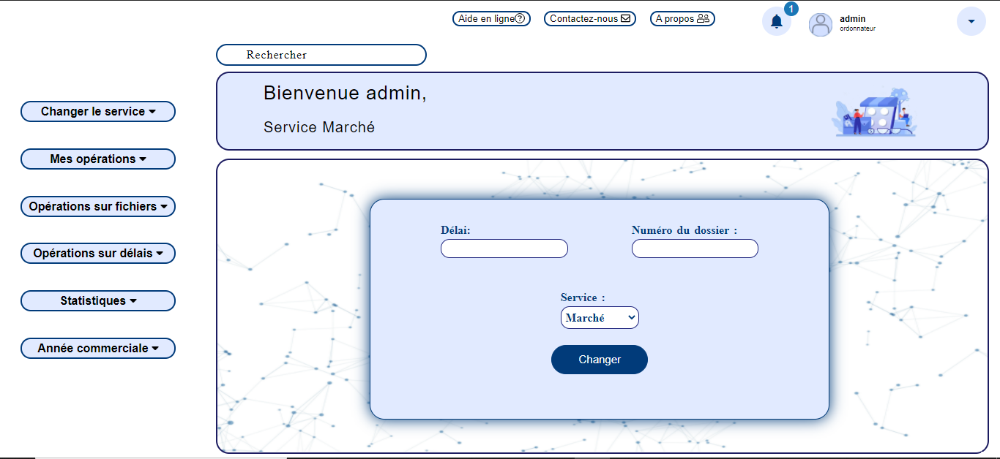 Aide en ligne
Contactez-nous
A propos
1
admin
ordonnateur
Rechercher
Bienvenue admin,
Service Marché
Changer le service
Mes opérations
Opérations sur fichiers
Opérations sur délais
Statistiques
Année commerciale
Délai:
Numéro du dossier :
Service :
Marché
Changer